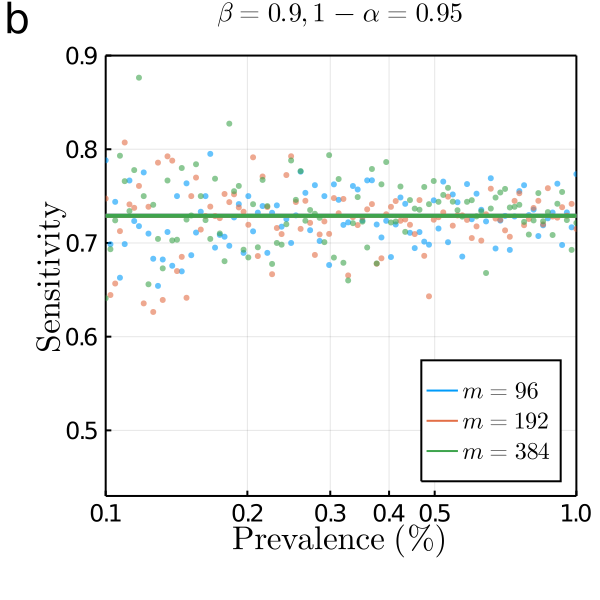 b
β = 0.9, 1 − α = 0.95
0.9
0.8
0.7
0.6
0.5
Sensitivity
m = 96
m = 192
m = 384
0.1 0.2 0.3 0.4 0.5 1.0
Prevalence (%)